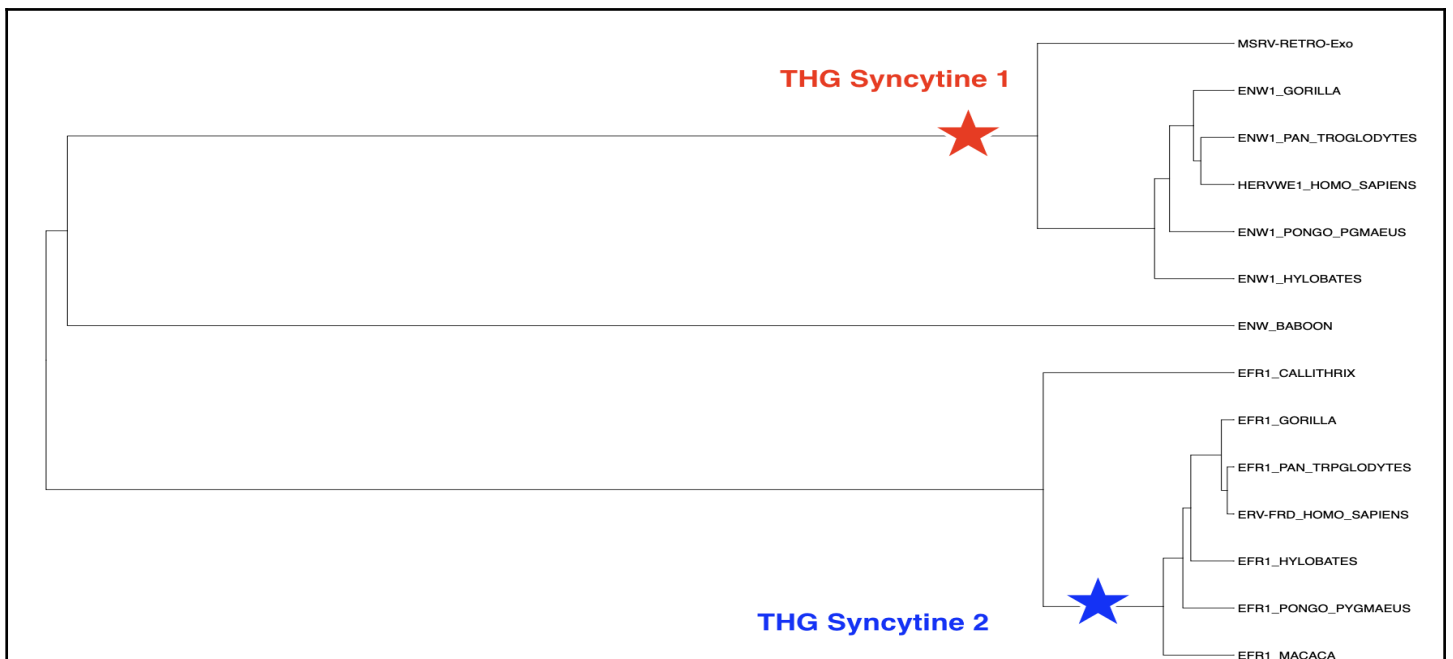 MSRV-RETRO-Exo
THG Syncytine 1
ENW1_GORILLA
ENW1_PAN_TROGLODYTES
HERVWE1_HOMO_SAPIENS
ENW1_PONGO_PGMAEUS
ENW1_HYLOBATES
ENW_BABOON
EFR1_CALLITHRIX
EFR1_GORILLA
EFR1_PAN_TRPGLODYTES
ERV-FRD_HOMO_SAPIENS
EFR1_HYLOBATES
EFR1_PONGO_PYGMAEUS
THG Syncytine 2
EFR1_MACACA